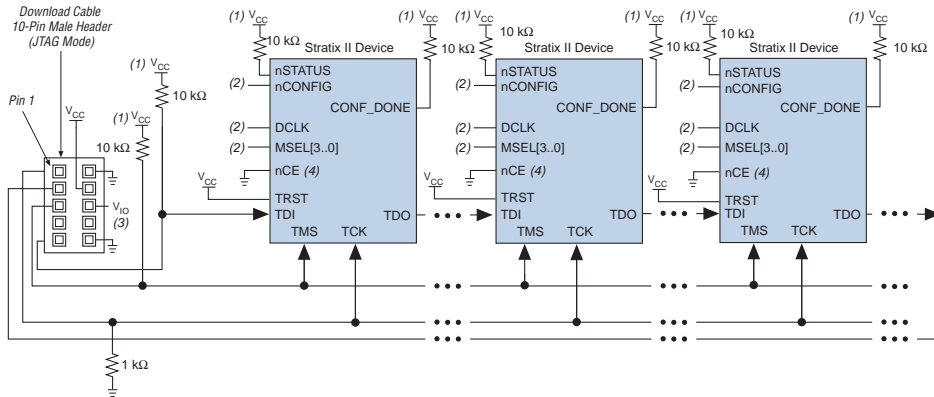 Download Cable
10-Pin Male Header
(JTAG Mode)
Pin 1
VCC
VIO
(3)
(1) VCC
10 kΩ
(1) VCC
10 kΩ
1 kΩ
(1) VCC
10 kΩ
Stratix II Device
(1) VCC
10 kΩ
nSTATUS
(2) nCONFIG
CONF_DONE
(2) DCLK
(2) MSEL[3..0]
nCE (4)
VCC
TRST
TDI
TDO
TMS
TCK
(1) VCC
10 kΩ
Stratix II Device
(1) VCC
10 kΩ
nSTATUS
(2) nCONFIG
CONF_DONE
(2) DCLK
(2) MSEL[3..0]
nCE (4)
VCC
TRST
TDI
TDO
TMS
TCK
(1) VCC
10 kΩ
Stratix II Device
(1) VCC
10 kΩ
nSTATUS
(2) nCONFIG
CONF_DONE
(2) DCLK
(2) MSEL[3..0]
nCE (4)
VCC
TRST
TDI
TDO
TMS
TCK